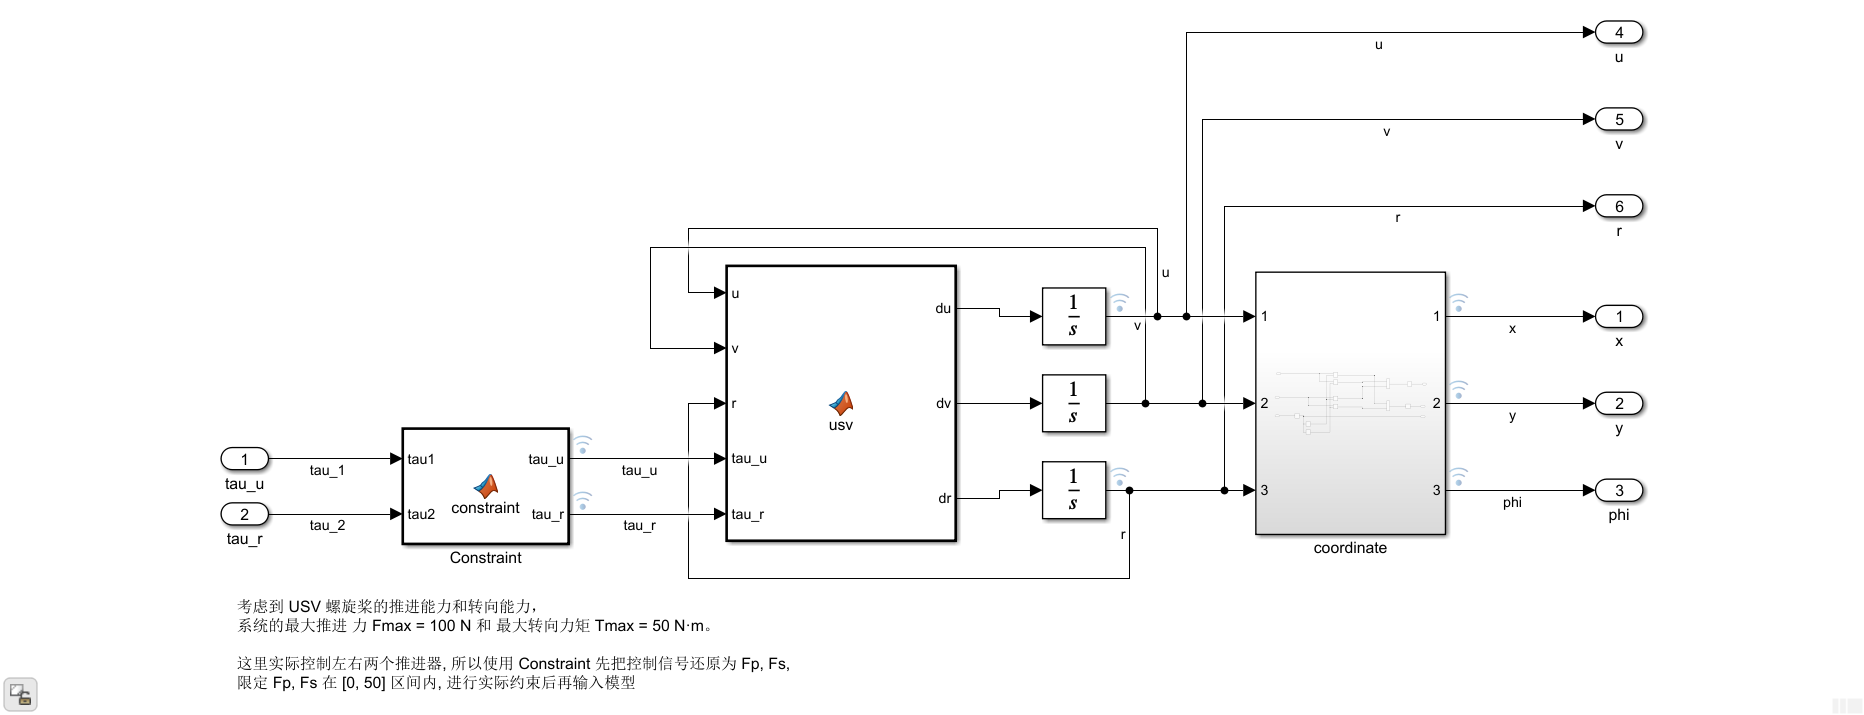 4
u
u
5
v
v
6
r
r
u
u
du
1
s
v
1
1
x
1
x
v
r
usv
dv
1
s
2
2
y
2
y
1
tau_u
tau_1
tau1
tau_u
tau_u
tau_u
2
tau_r
tau_2
tau2
constraint
tau_r
tau_r
tau_r
Constraint
dr
1
s
r
3
3
phi
3
phi
coordinate
考虑到 USV 螺旋桨的推进能力和转向能力，
系统的最大推进 力 Fmax = 100 N 和 最大转向力矩 Tmax = 50 N·m。
这里实际控制左右两个推进器, 所以使用 Constraint 先把控制信号还原为 Fp, Fs,
限定 Fp, Fs 在 [0, 50] 区间内, 进行实际约束后再输入模型